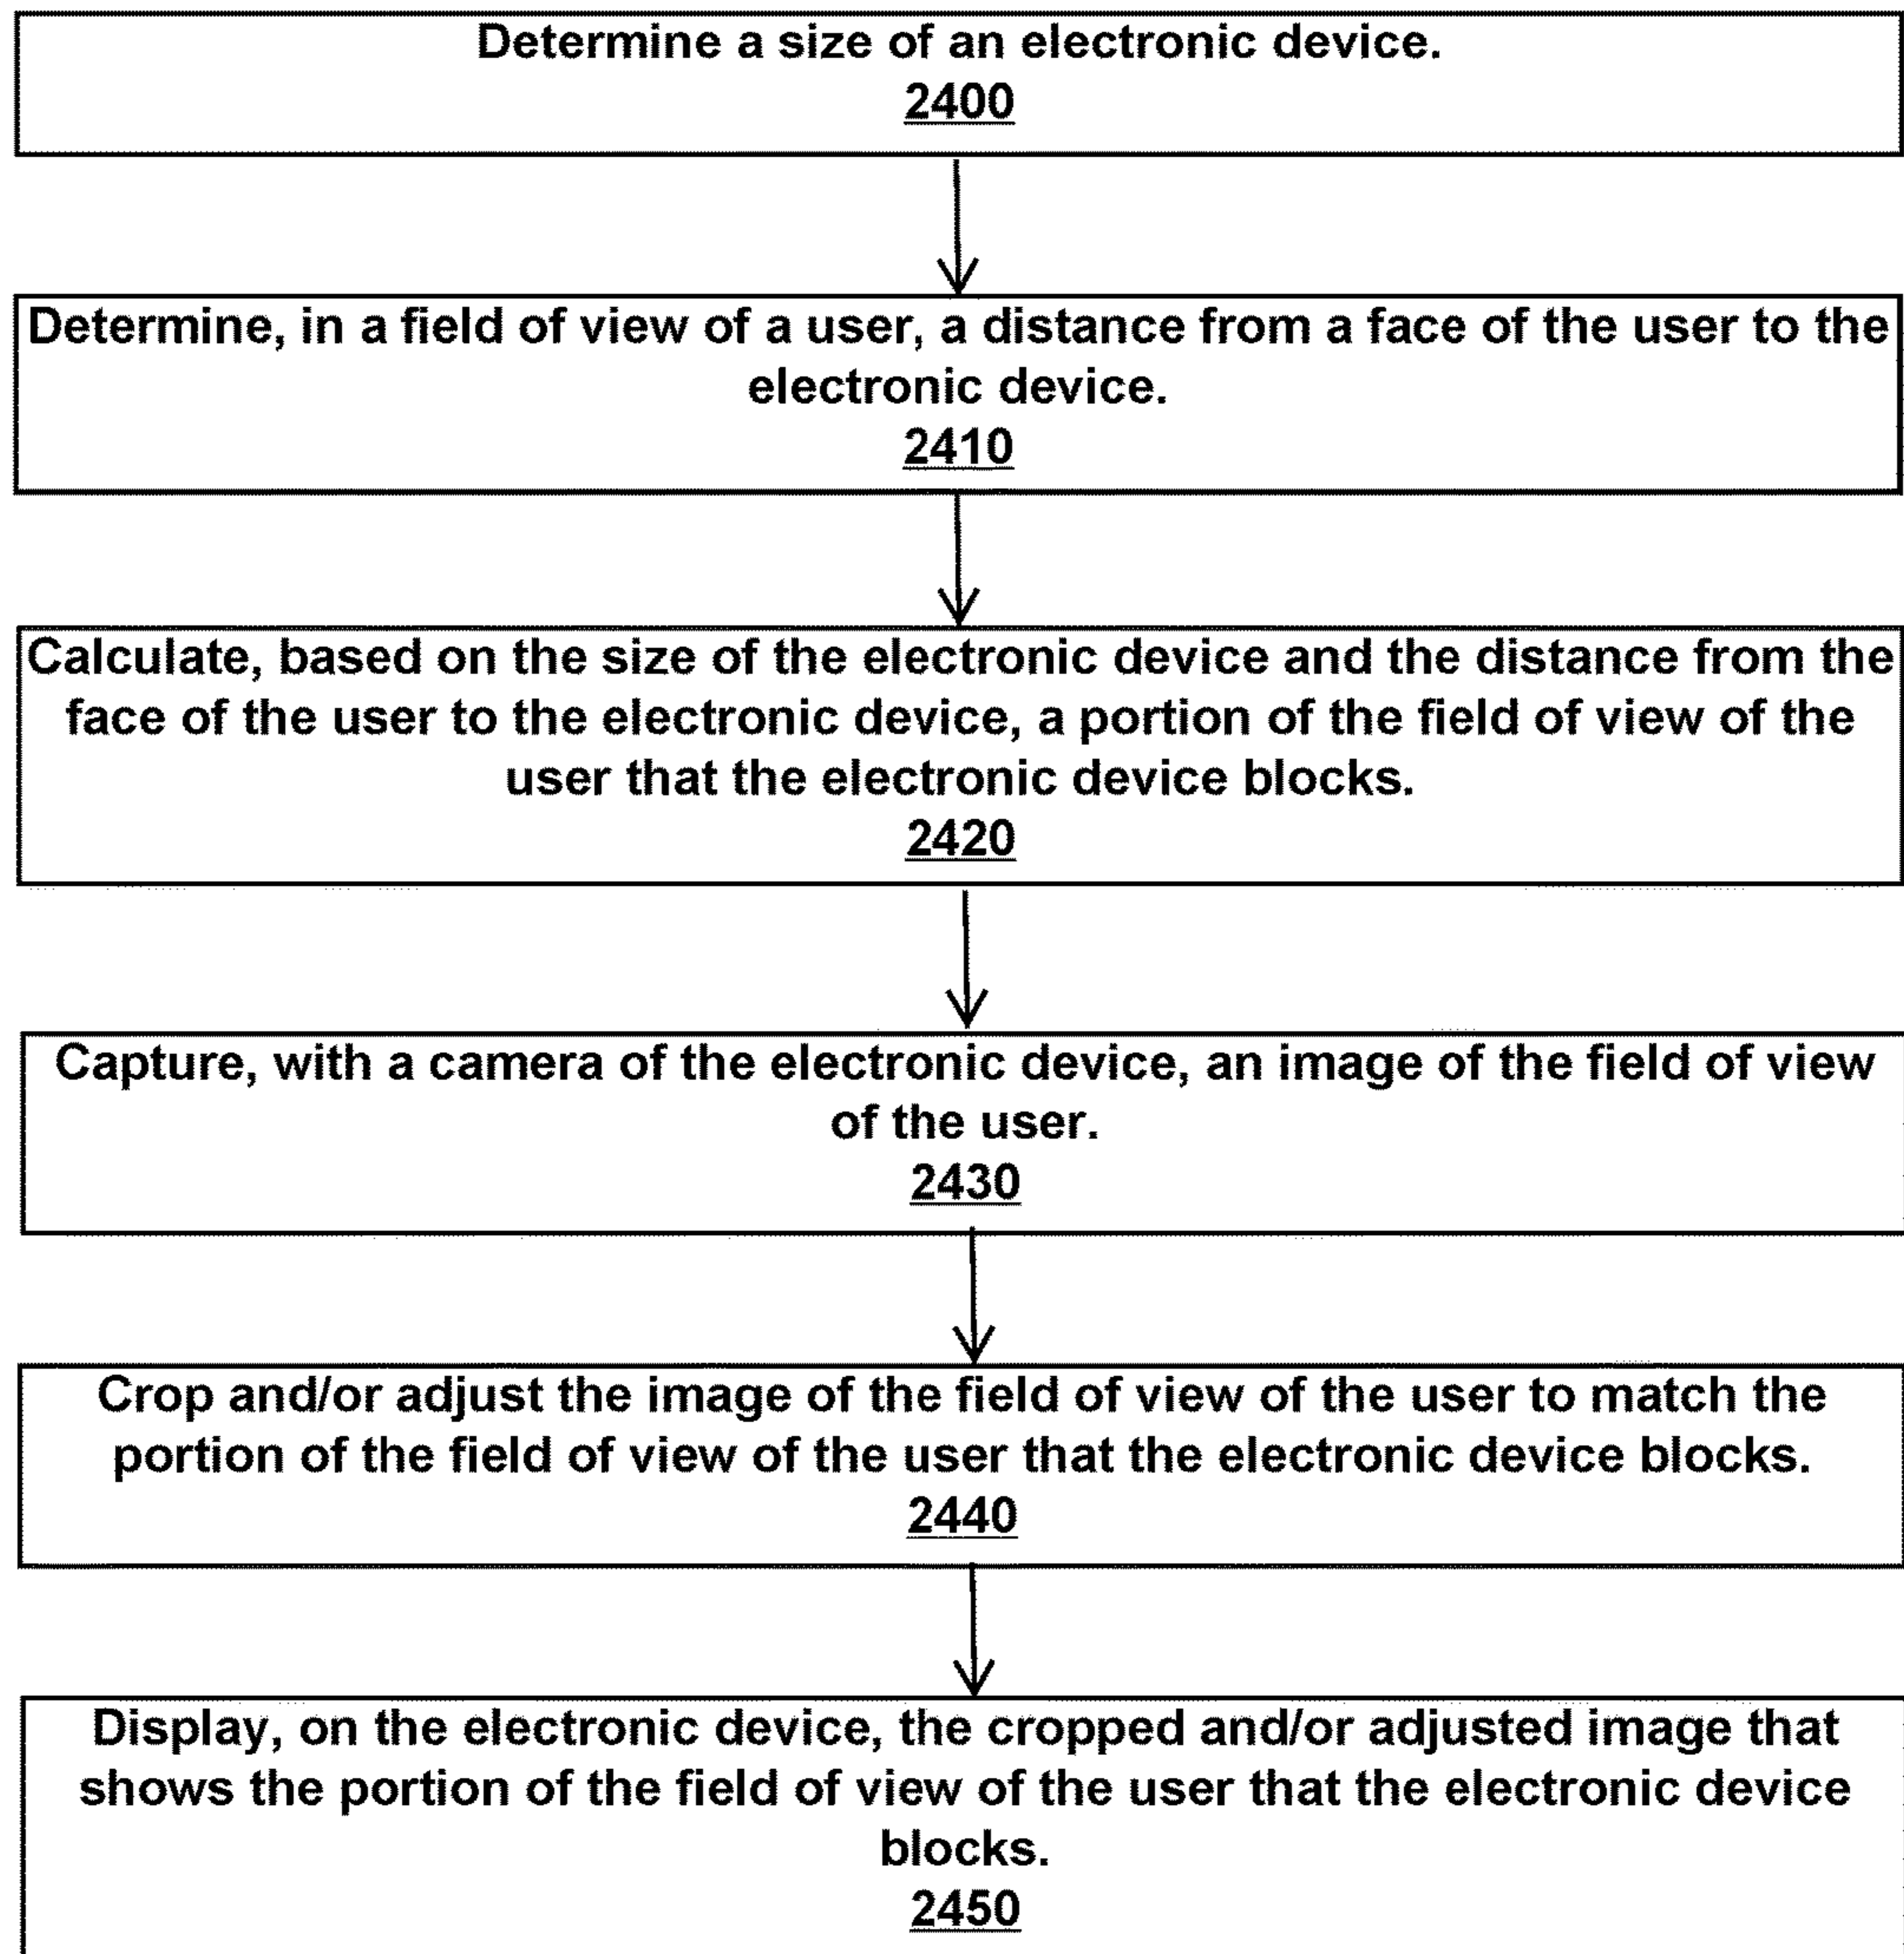 Determine a size of an electronic device.
2400
Determine, in a field of view of a user, a distance from a face of the user to the
electronic device.
2410
Calculate, based on the size of the electronic device and the distance from the
face of the user to the electronic device, a portion of the field of view of the
user that the electronic device blocks.
2420
Capture, with a camera of the electronic device, an image of the field of view
of the user.
2430
Crop and/or adjust the image of the field of view of the user to match the
portion of the field of view of the user that the electronic device blocks.
2440
Display, on the electronic device, the cropped and/or adjusted image that
shows the portion of the field of view of the user that the electronic device
blocks.
2450